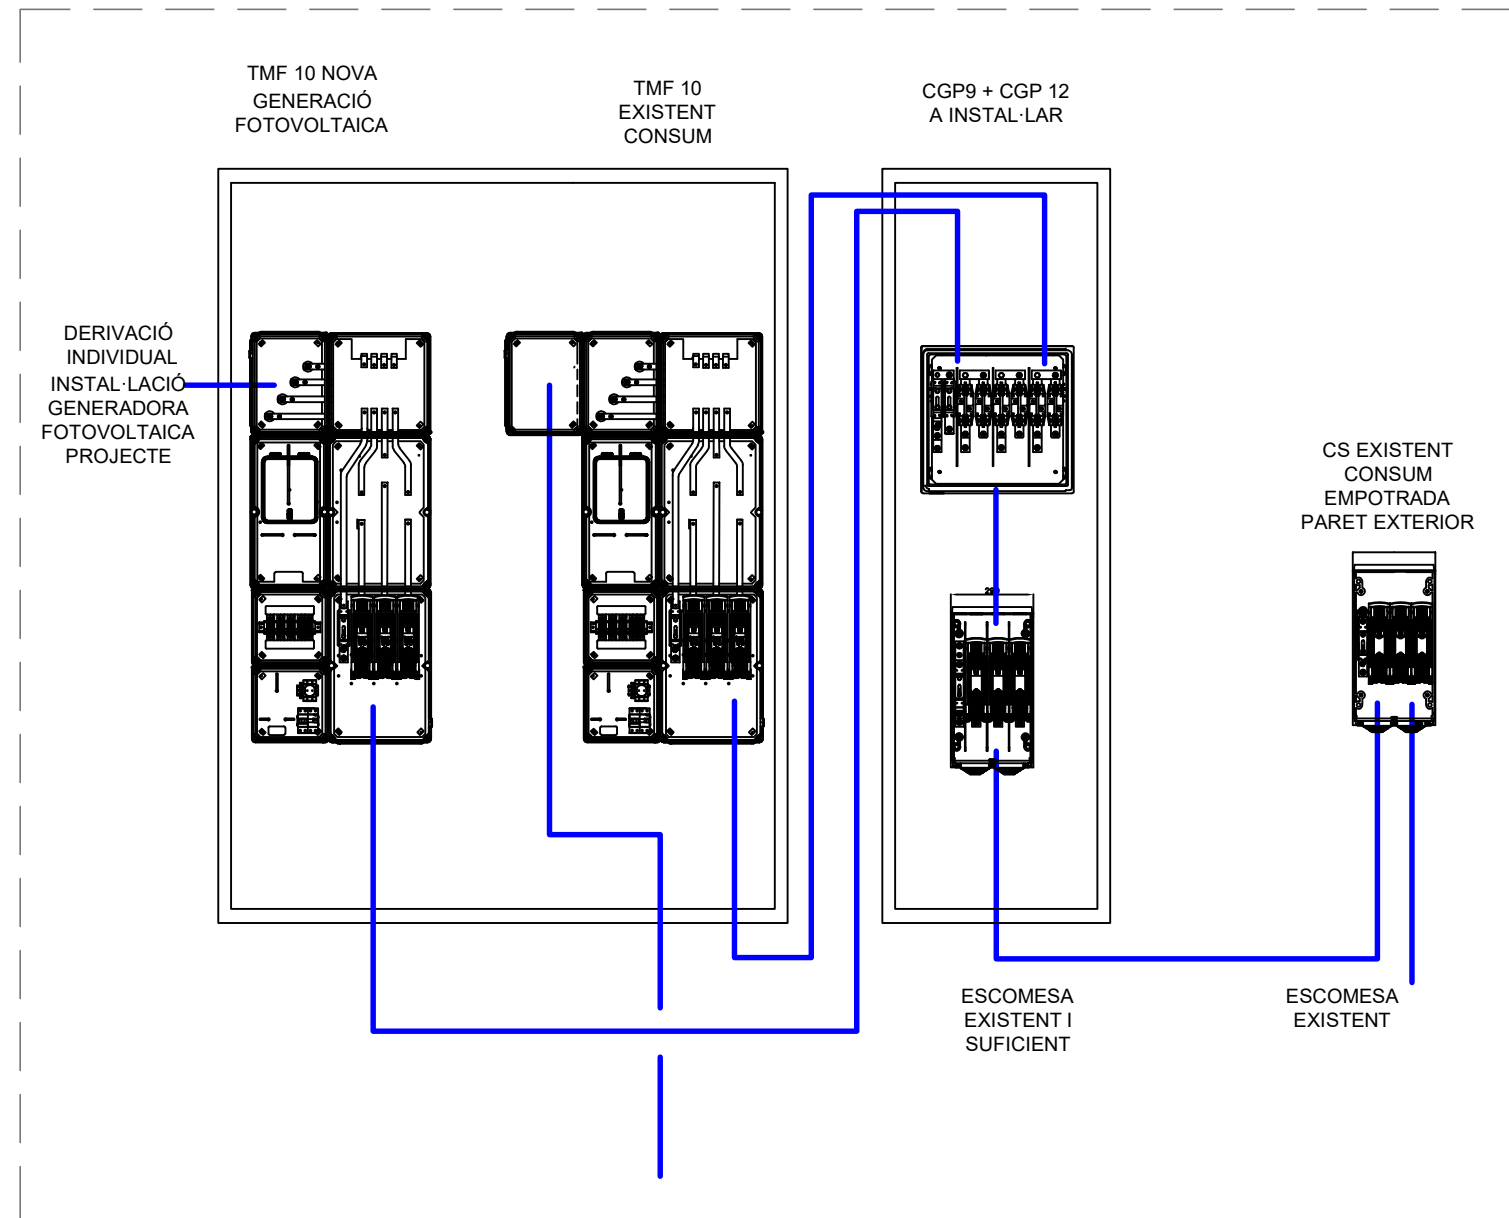 TMF 10 NOVA
GENERACIÓ
FOTOVOLTAICA
TMF 10
EXISTENT
CONSUM
CGP9 + CGP 12
A INSTAL·LAR
DERIVACIÓ
INDIVIDUAL
INSTAL·LACIÓ
GENERADORA
FOTOVOLTAICA
PROJECTE
CS EXISTENT
CONSUM
EMPOTRADA
PARET EXTERIOR
ESCOMESA
EXISTENT I
SUFICIENT
ESCOMESA
EXISTENT